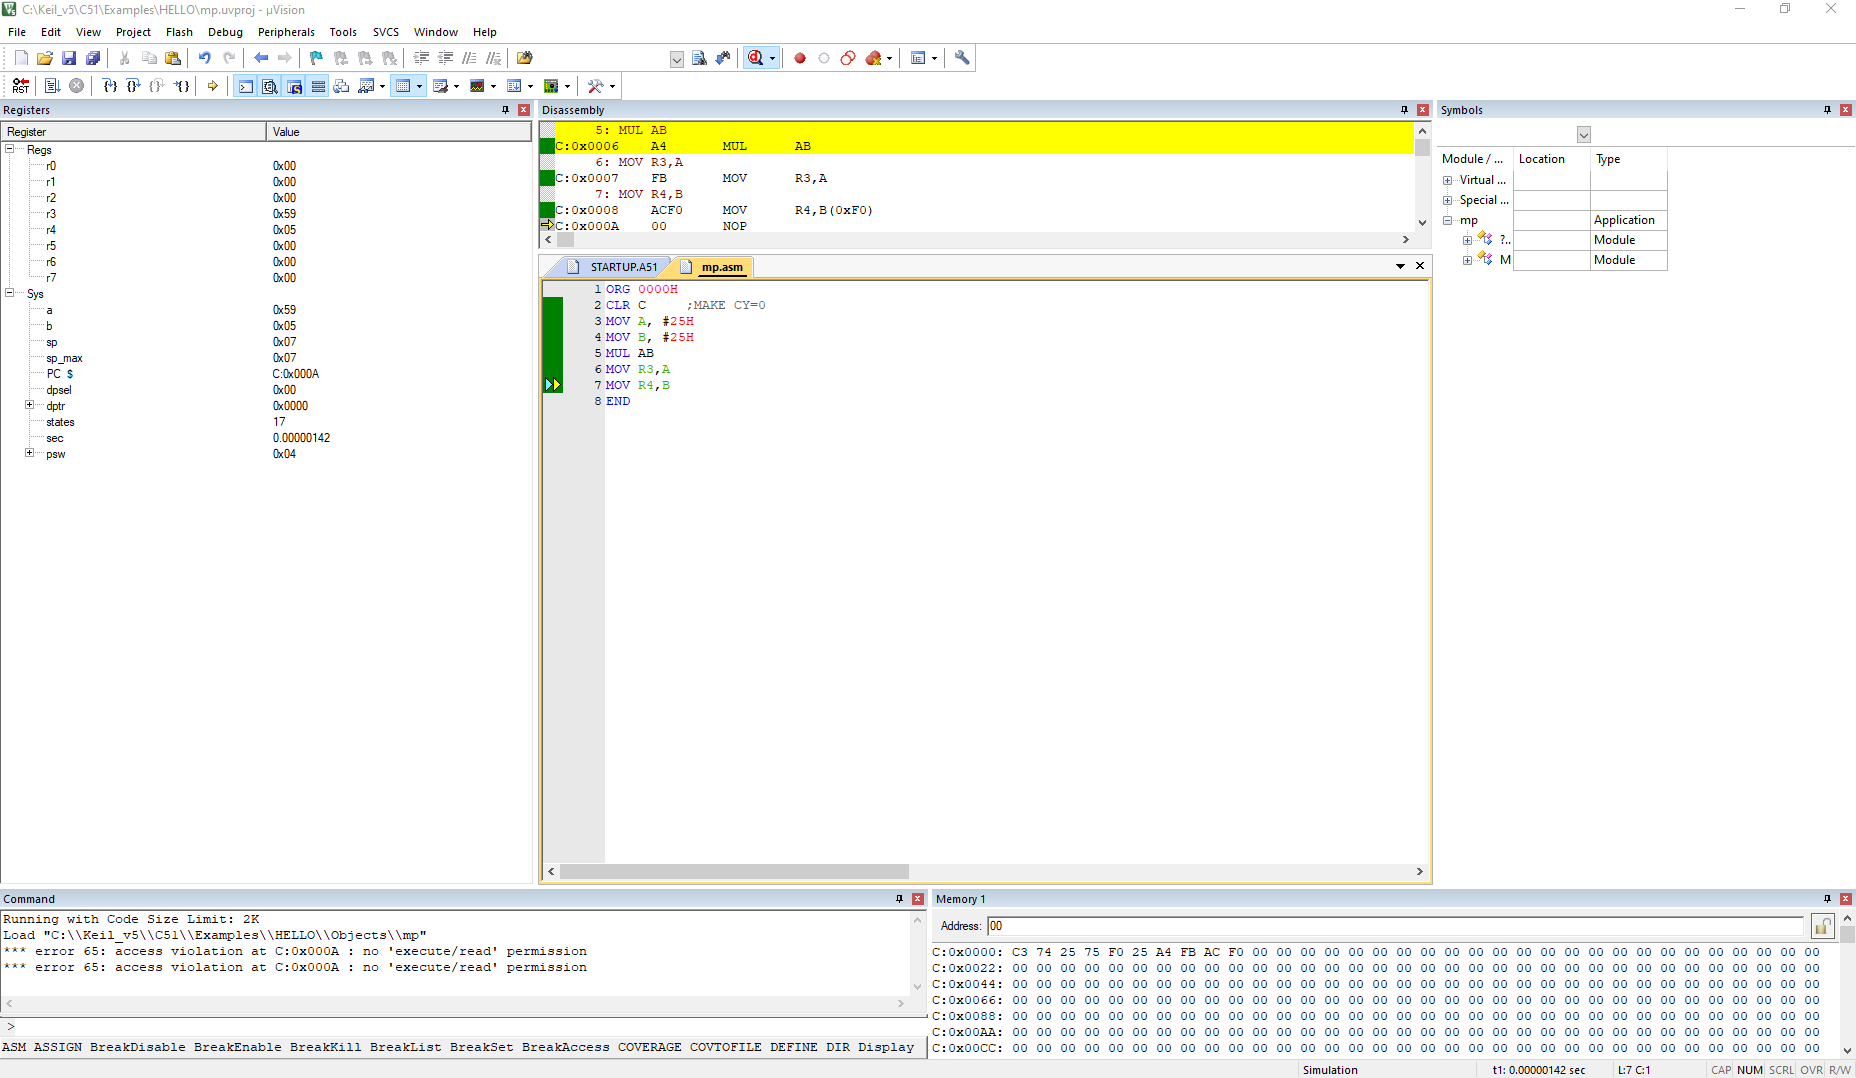 C:\Keil_v5\C51\Examples\HELLO\mp.uvproj - µVision
File Edit View Project Flash Debug Peripherals Tools SVCS Window Help
Registers
Register Value
Regs
r0 0x00
r1 0x00
r2 0x00
r3 0x59
r4 0x05
r5 0x00
r6 0x00
r7 0x00
Sys
a 0x59
b 0x05
sp 0x07
sp_max 0x07
PC $ C:0x000A
dpsel 0x00
dptr 0x0000
states 17
sec 0.00000142
psw 0x04
Disassembly
5: MUL AB
C:0x0006 A4 MUL AB
6: MOV R3,A
C:0x0007 FB MOV R3,A
7: MOV R4,B
C:0x0008 ACF0 MOV R4,B(0xF0)
C:0x000A 00 NOP
STARTUP.A51 mp.asm
1 ORG 0000H
2 CLR C ;MAKE CY=0
3 MOV A, #25H
4 MOV B, #25H
5 MUL AB
6 MOV R3,A
7 MOV R4,B
8 END
Symbols
Module / ... Location Type
Virtual ...
Special ...
mp Application
?.. Module
M Module
Command
Running with Code Size Limit: 2K
Load "C:\\Keil_v5\\C51\\Examples\\HELLO\\Objects\\mp"
*** error 65: access violation at C:0x000A : no 'execute/read' permission
*** error 65: access violation at C:0x000A : no 'execute/read' permission
>
ASM ASSIGN BreakDisable BreakEnable BreakKill BreakList BreakSet BreakAccess COVERAGE COVTOFILE DEFINE DIR Display
Memory 1
Address: 00
C:0x0000: C3 74 25 75 F0 25 A4 FB AC F0 00 00 00 00 00 00 00 00 00 00 00 00 00 00 00 00 00 00 00 00 00 00 00 00
C:0x0022: 00 00 00 00 00 00 00 00 00 00 00 00 00 00 00 00 00 00 00 00 00 00 00 00 00 00 00 00 00 00 00 00 00 00
C:0x0044: 00 00 00 00 00 00 00 00 00 00 00 00 00 00 00 00 00 00 00 00 00 00 00 00 00 00 00 00 00 00 00 00 00 00
C:0x0066: 00 00 00 00 00 00 00 00 00 00 00 00 00 00 00 00 00 00 00 00 00 00 00 00 00 00 00 00 00 00 00 00 00 00
C:0x0088: 00 00 00 00 00 00 00 00 00 00 00 00 00 00 00 00 00 00 00 00 00 00 00 00 00 00 00 00 00 00 00 00 00 00
C:0x00AA: 00 00 00 00 00 00 00 00 00 00 00 00 00 00 00 00 00 00 00 00 00 00 00 00 00 00 00 00 00 00 00 00 00 00
C:0x00CC: 00 00 00 00 00 00 00 00 00 00 00 00 00 00 00 00 00 00 00 00 00 00 00 00 00 00 00 00 00 00 00 00 00 00
Simulation t1: 0.00000142 sec L:7 C:1 CAP NUM SCRL OVR R/W